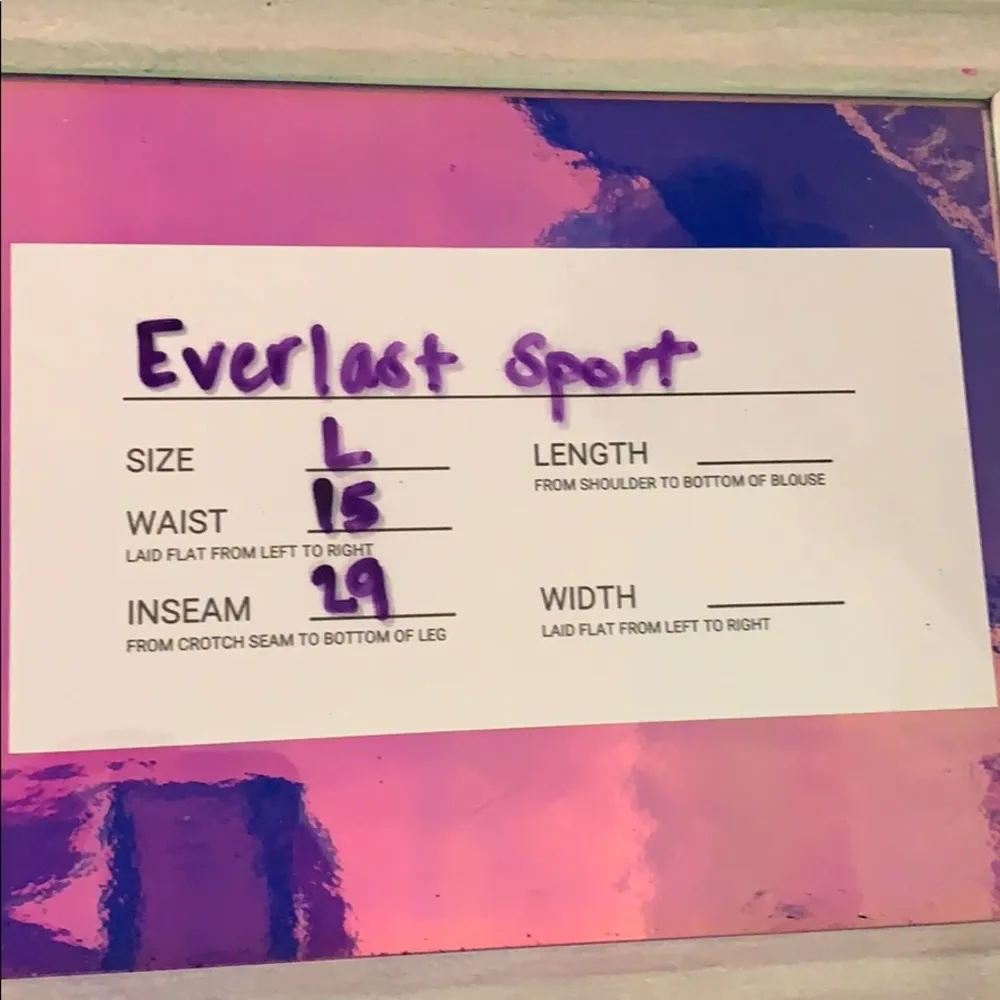 Everlast Sport
SIZE L
LENGTH
FROM SHOULDER TO BOTTOM OF BLOUSE
WAIST 15
LAID FLAT FROM LEFT TO RIGHT
INSEAM 29
FROM CROTCH SEAM TO BOTTOM OF LEG
WIDTH
LAID FLAT FROM LEFT TO RIGHT